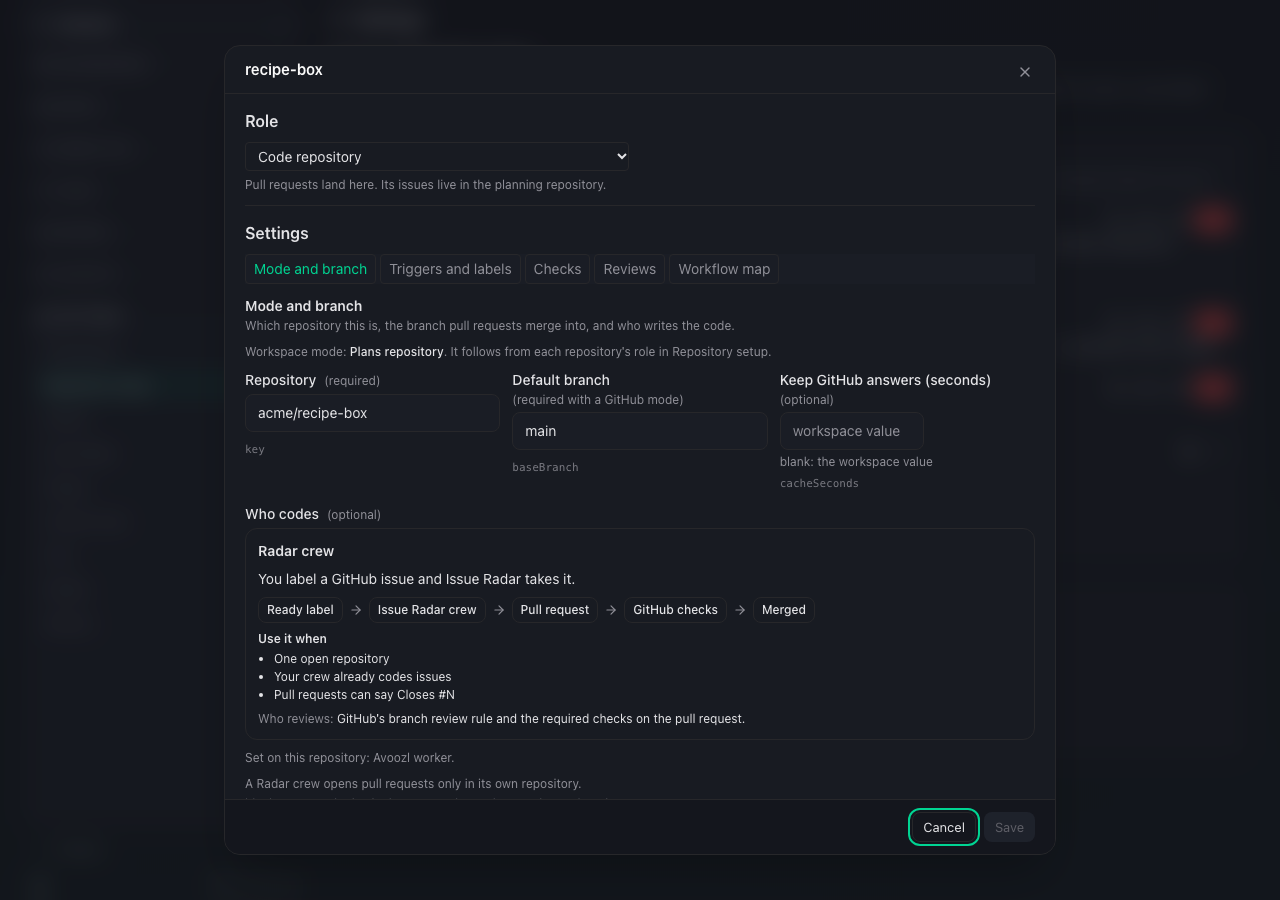 recipe-box
×
Role
Code repository
Pull requests land here. Its issues live in the planning repository.
Settings
Mode and branch
Triggers and labels
Checks
Reviews
Workflow map
Mode and branch
Which repository this is, the branch pull requests merge into, and who writes the code.
Workspace mode: Plans repository. It follows from each repository's role in Repository setup.
Repository (required)
acme/recipe-box
key
Default branch
(required with a GitHub mode)
main
baseBranch
Keep GitHub answers (seconds)
(optional)
workspace value
blank: the workspace value
cacheSeconds
Who codes (optional)
Radar crew
You label a GitHub issue and Issue Radar takes it.
Ready label → Issue Radar crew → Pull request → GitHub checks → Merged
Use it when
• One open repository
• Your crew already codes issues
• Pull requests can say Closes #N
Who reviews: GitHub's branch review rule and the required checks on the pull request.
Set on this repository: Avoozl worker.
A Radar crew opens pull requests only in its own repository.
Cancel
Save